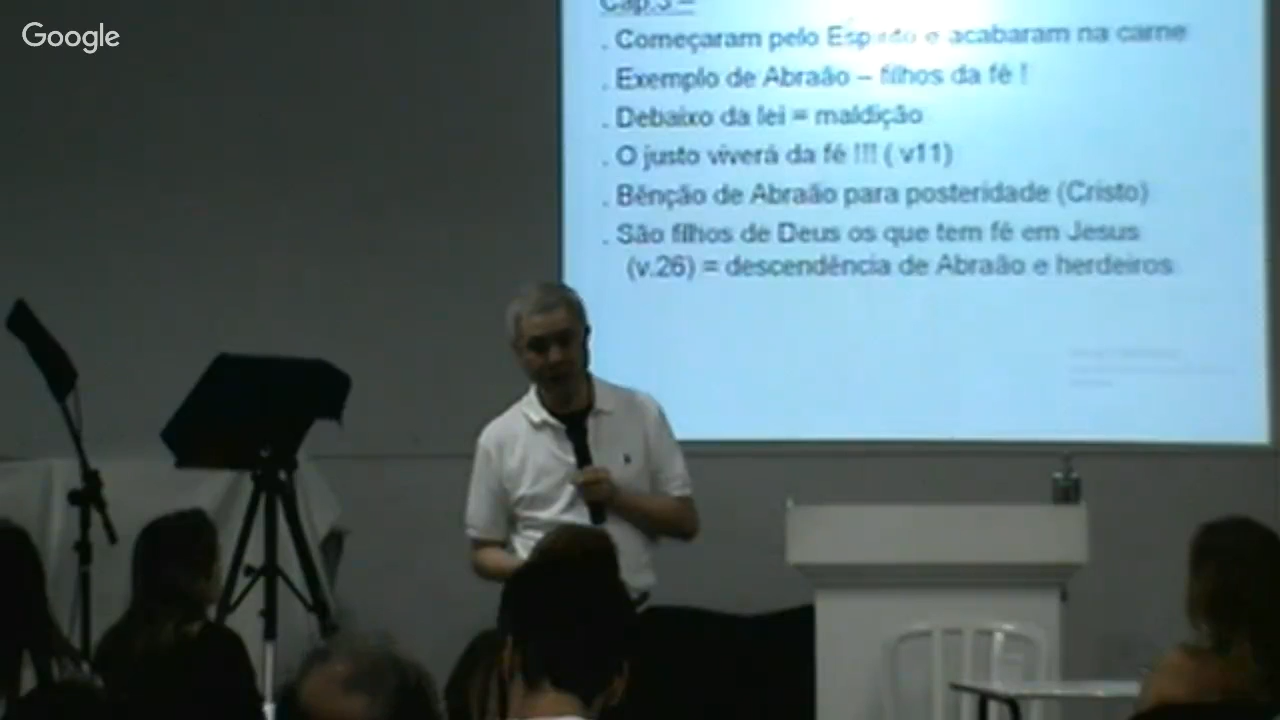 Google
Cap.3 –
. Começaram pelo Espírito e acabaram na carne
. Exemplo de Abraão – filhos da fé !
. Debaixo da lei = maldição
. O justo viverá da fé !!! ( v11)
. Bênção de Abraão para posteridade (Cristo)
. São filhos de Deus os que tem fé em Jesus
(v.26) = descendência de Abraão e herdeiros